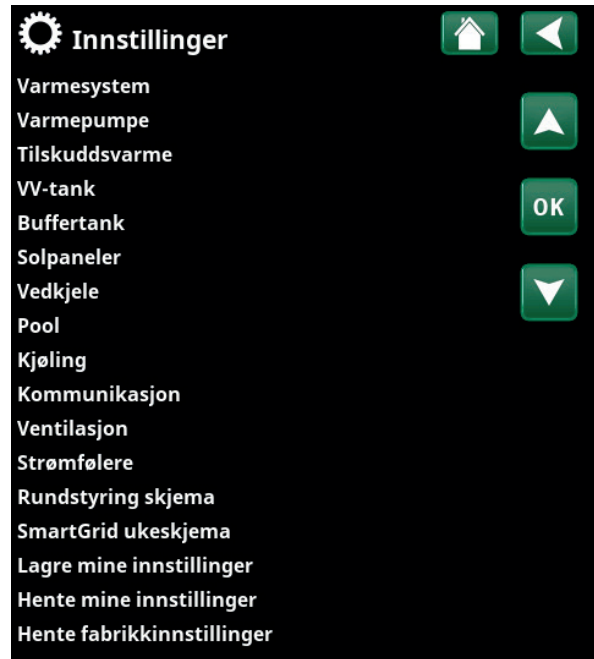 Innstillinger
Varmesystem
Varmepumpe
Tilskuddsvarme
VV-tank
OK
Buffertank
Solpaneler
Vedkjele
Pool
Kjøling
Kommunikasjon
Ventilasjon
Strømfølere
Rundstyring skjema
SmartGrid ukeskjema
Lagre mine innstillinger
Hente mine innstillinger
Hente fabrikkinnstillinger